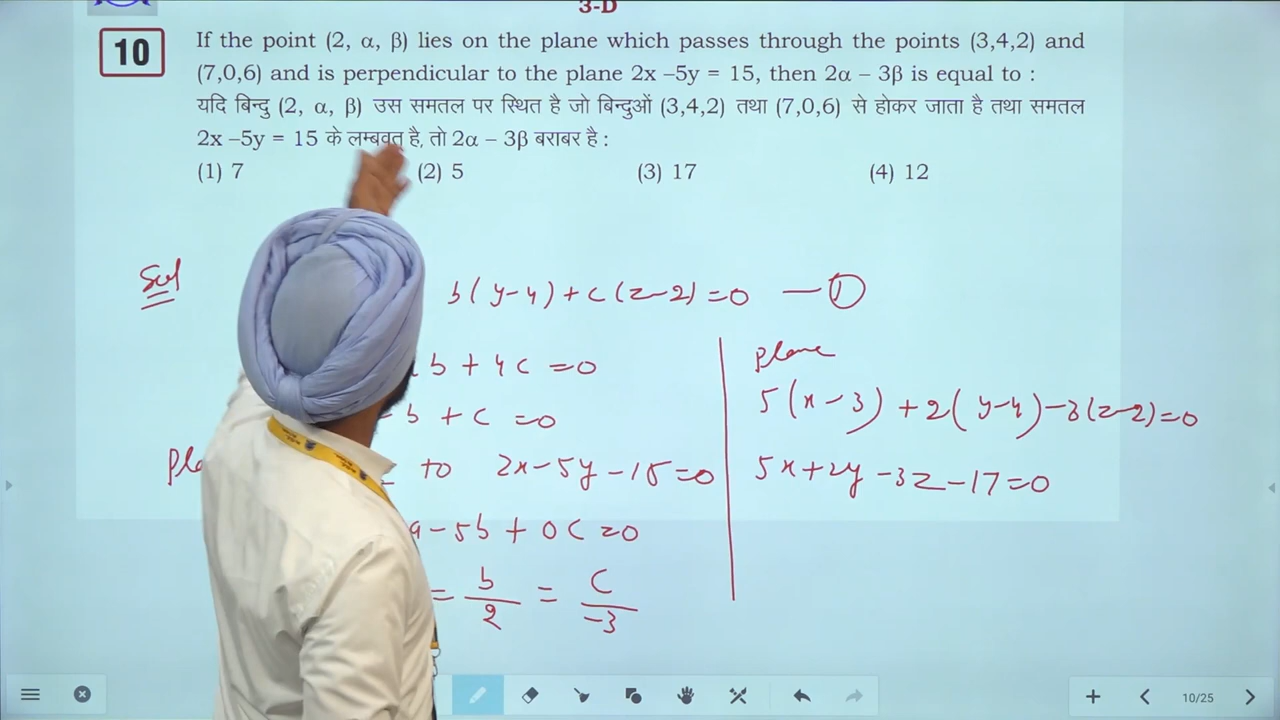 3-D
10
If the point (2, α, β) lies on the plane which passes through the points (3,4,2) and
(7,0,6) and is perpendicular to the plane 2x –5y = 15, then 2α – 3β is equal to :
यदि बिन्दु (2, α, β) उस समतल पर स्थित है जो बिन्दुओं (3,4,2) तथा (7,0,6) से होकर जाता है तथा समतल
2x –5y = 15 के लम्बवत् है, तो 2α – 3β बराबर है :
(1) 7 (2) 5 (3) 17 (4) 12
Sol
b(y-4)+c(z-2)=0 — ①
b + 4c =0
b + c =0
to 2x-5y-15=0
a-5b+0c=0
= b/2 = c/-3
plane
5(x-3)+2(y-4)-3(z-2)=0
5x+2y-3z-17=0
10/25